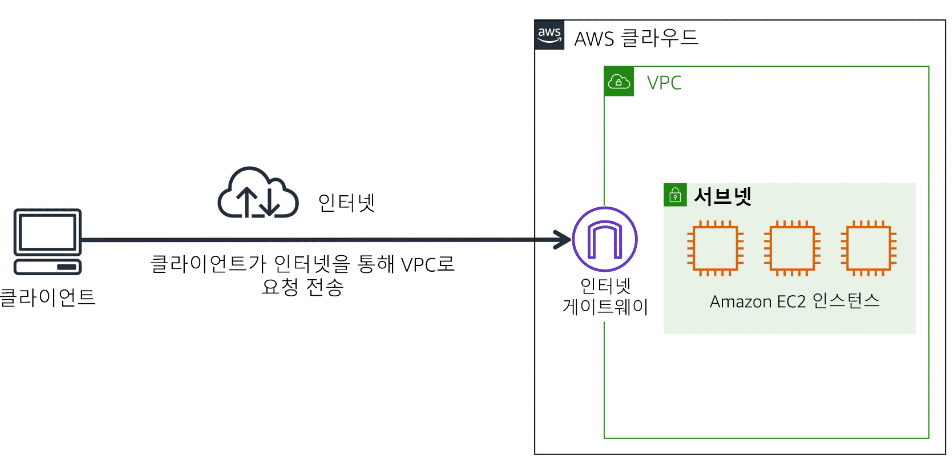 aws
AWS 클라우드
VPC
인터넷
서브넷
클라이언트가 인터넷을 통해 VPC로
요청 전송
클라이언트
인터넷
게이트웨이
Amazon EC2 인스턴스